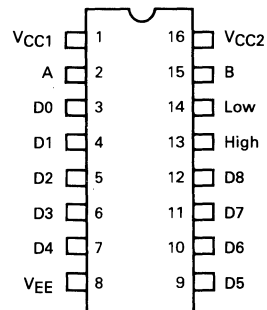 VCC1 1 16 VCC2
A 2 15 B
D0 3 14 Low
D1 4 13 High
D2 5 12 D8
D3 6 11 D7
D4 7 10 D6
VEE 8 9 D5